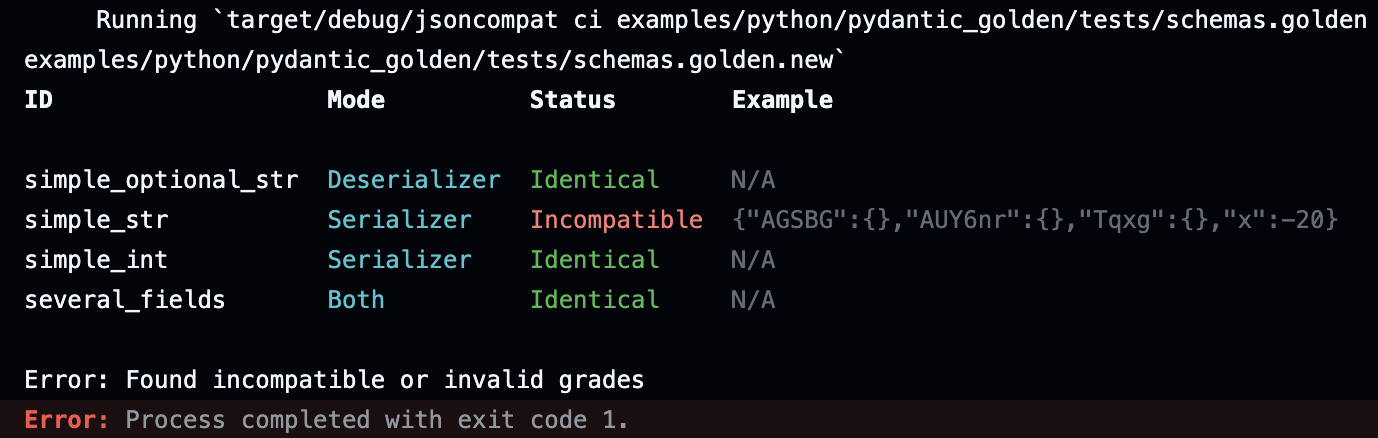 Running `target/debug/jsoncompat ci examples/python/pydantic_golden/tests/schemas.golden
examples/python/pydantic_golden/tests/schemas.golden.new`
ID Mode Status Example
simple_optional_str Deserializer Identical N/A
simple_str Serializer Incompatible {"AGSBG":{},"AUY6nr":{},"Tqxg":{},"x":-20}
simple_int Serializer Identical N/A
several_fields Both Identical N/A
Error: Found incompatible or invalid grades
Error: Process completed with exit code 1.